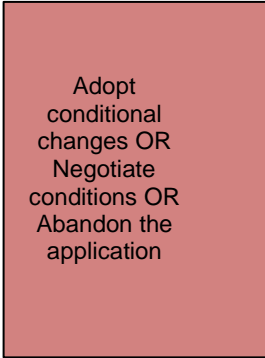 Adopt
conditional
changes OR
Negotiate
conditions OR
Abandon the
application